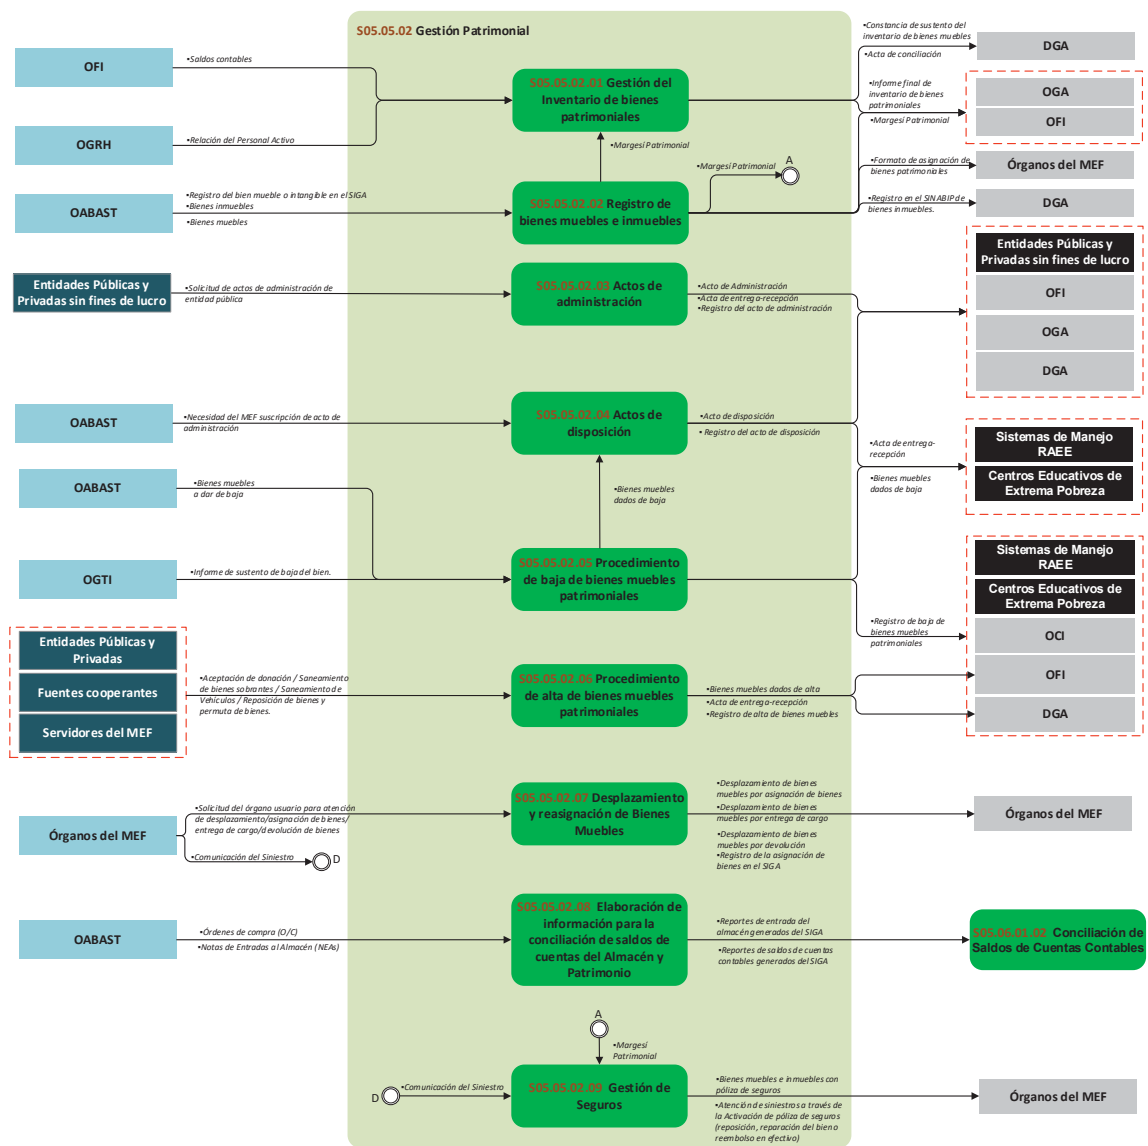 S05.05.02 Gestión Patrimonial
OFI
•Saldos contables
OGRH
•Relación del Personal Activo
S05.05.02.01 Gestión del
Inventario de bienes
patrimoniales
•Constancia de sustento del
inventario de bienes muebles
•Acta de conciliación
DGA
•Informe final de
inventario de bienes
patrimoniales
•Margesí Patrimonial
OGA
OFI
•Margesí Patrimonial
•Margesí Patrimonial
A
OABAST
•Registro del bien mueble o intangible en el SIGA
•Bienes inmuebles
•Bienes muebles
S05.05.02.02 Registro de
bienes muebles e inmuebles
•Formato de asignación de
bienes patrimoniales
Órganos del MEF
•Registro en el SINABIP de
bienes inmuebles.
DGA
Entidades Públicas y
Privadas sin fines de lucro
•Solicitud de actos de administración de
entidad pública
S05.05.02.03 Actos de
administración
•Acto de Administración
•Acta de entrega-recepción
•Registro del acto de administración
Entidades Públicas y
Privadas sin fines de lucro
OFI
OGA
DGA
OABAST
•Necesidad del MEF suscripción de acto de
administración
S05.05.02.04 Actos de
disposición
•Acto de disposición
• Registro del acto de disposición
•Acta de entrega-
recepción
•Bienes muebles
dados de baja
Sistemas de Manejo
RAEE
Centros Educativos de
Extrema Pobreza
OABAST
•Bienes muebles
a dar de baja
•Bienes muebles
dados de baja
OGTI
•Informe de sustento de baja del bien.
S05.05.02.05 Procedimiento
de baja de bienes muebles
patrimoniales
•Registro de baja de
bienes muebles
patrimoniales
Sistemas de Manejo
RAEE
Centros Educativos de
Extrema Pobreza
OCI
OFI
DGA
Entidades Públicas y
Privadas
Fuentes cooperantes
Servidores del MEF
•Aceptación de donación / Saneamiento
de bienes sobrantes / Saneamiento de
Vehículos / Reposición de bienes y
permuta de bienes.
S05.05.02.06 Procedimiento
de alta de bienes muebles
patrimoniales
•Bienes muebles dados de alta
•Acta de entrega-recepción
•Registro de alta de bienes muebles
Órganos del MEF
•Solicitud del órgano usuario para atención
de desplazamiento/asignación de bienes/
entrega de cargo/devolución de bienes
•Comunicación del Siniestro
D
S05.05.02.07 Desplazamiento
y reasignación de Bienes
Muebles
•Desplazamiento de bienes
muebles por asignación de bienes
•Desplazamiento de bienes
muebles por entrega de cargo
•Desplazamiento de bienes
muebles por devolución
•Registro de la asignación de
bienes en el SIGA
Órganos del MEF
OABAST
•Órdenes de compra (O/C)
•Notas de Entradas al Almacén (NEAs)
S05.05.02.08 Elaboración de
información para la
conciliación de saldos de
cuentas del Almacén y
Patrimonio
•Reportes de entrada del
almacén generados del SIGA
•Reportes de saldos de cuentas
contables generados del SIGA
S05.06.01.02 Conciliación de
Saldos de Cuentas Contables
A
•Margesí
Patrimonial
D
•Comunicación del Siniestro
S05.05.02.09 Gestión de
Seguros
•Bienes muebles e inmuebles con
póliza de seguros
•Atención de siniestros a través de
la Activación de póliza de seguros
(reposición, reparación del bien o
reembolso en efectivo)
Órganos del MEF